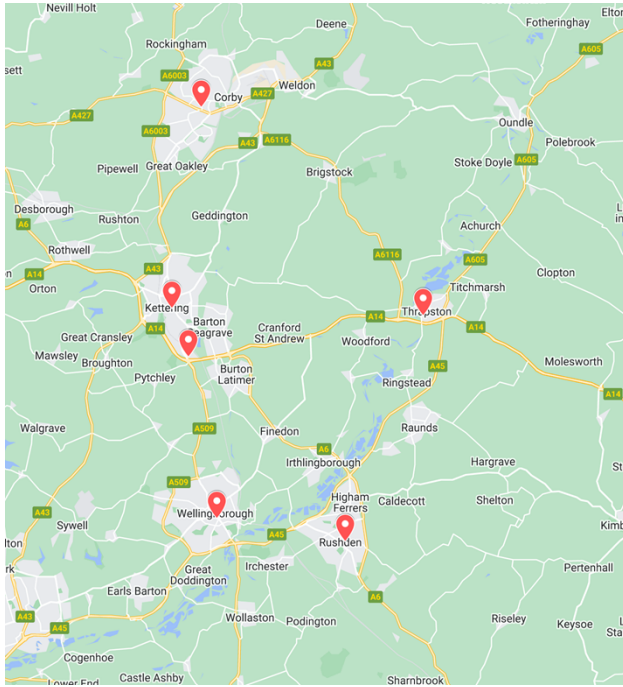 Nevill Holt
Deene
Fotheringhay
Elton
Rockingham
A605
A43
A6003
Weldon
Corby
A427
A427
Oundle
A6003
A43
A6116
Polebrook
Pipewell
Great Oakley
Stoke Doyle
A605
Brigstock
Desborough
Rushton
Geddington
A6
Achurch
Rothwell
A6116
A605
A14
A43
Clopton
Orton
Titchmarsh
Kettering
Thrapston
Barton
Seagrave
Cranford
St Andrew
A14
A14
A14
Great Cransley
Woodford
Mawsley
Broughton
A45
Molesworth
Pytchley
Burton
Latimer
Ringstead
A14
Walgrave
A509
Finedon
Raunds
A6
Irthlingborough
Hargrave
A509
Higham
Ferrers
Caldecott
Shelton
A43
Sywell
Wellingborough
A45
Rushden
Great
Doddington
Irchester
Pertenhall
Earls Barton
A6
A43
A45
Wollaston
Podington
Riseley
Keysoe
Cogenhoe
Lower End
Castle Ashby
Sharnbrook